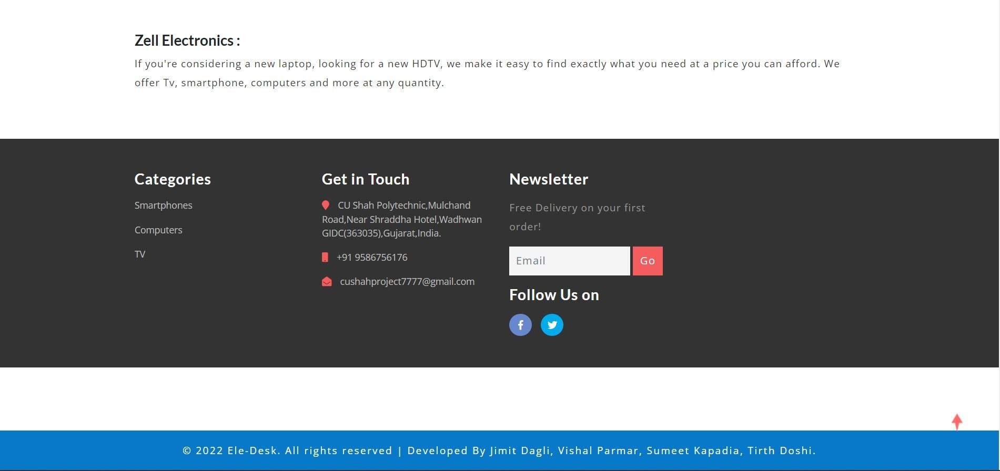 Zell Electronics :
If you're considering a new laptop, looking for a new HDTV, we make it easy to find exactly what you need at a price you can afford. We
offer Tv, smartphone, computers and more at any quantity.
Categories
Smartphones
Computers
TV
Get in Touch
CU Shah Polytechnic,Mulchand
Road,Near Shraddha Hotel,Wadhwan
GIDC(363035),Gujarat,India.
+91 9586756176
cushahproject7777@gmail.com
Newsletter
Free Delivery on your first
order!
Email
Go
Follow Us on
© 2022 Ele-Desk. All rights reserved | Developed By Jimit Dagli, Vishal Parmar, Sumeet Kapadia, Tirth Doshi.